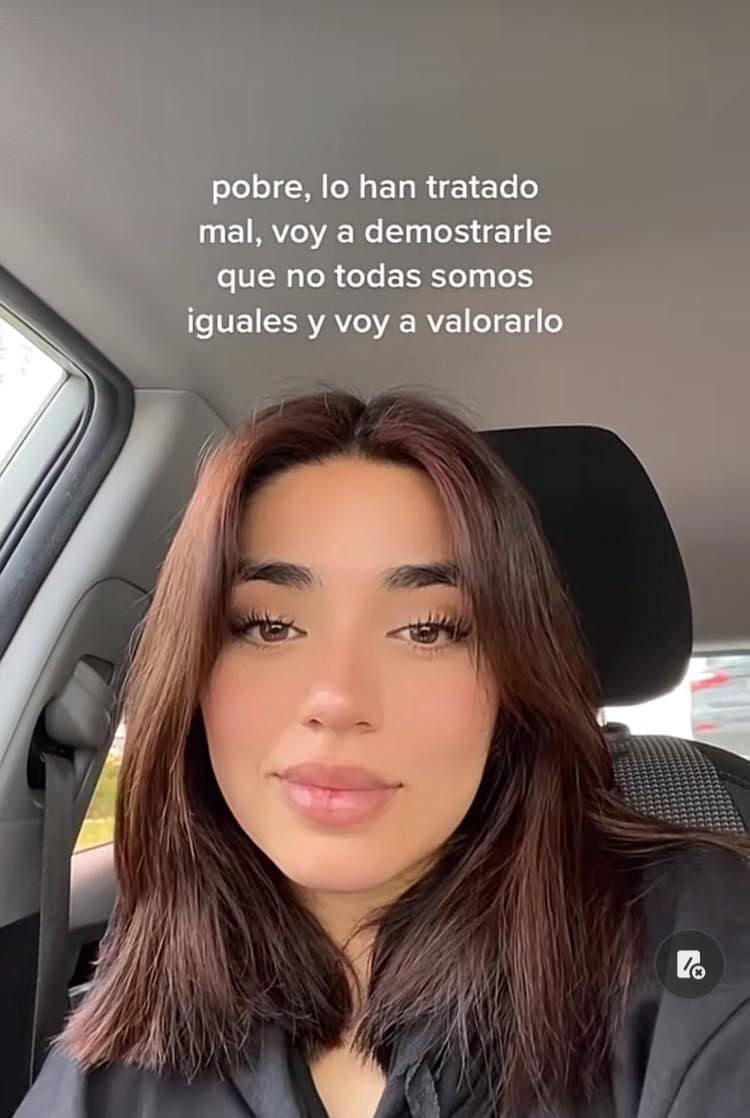 pobre, lo han tratado
mal, voy a demostrarle
que no todas somos
iguales y voy a valorarlo